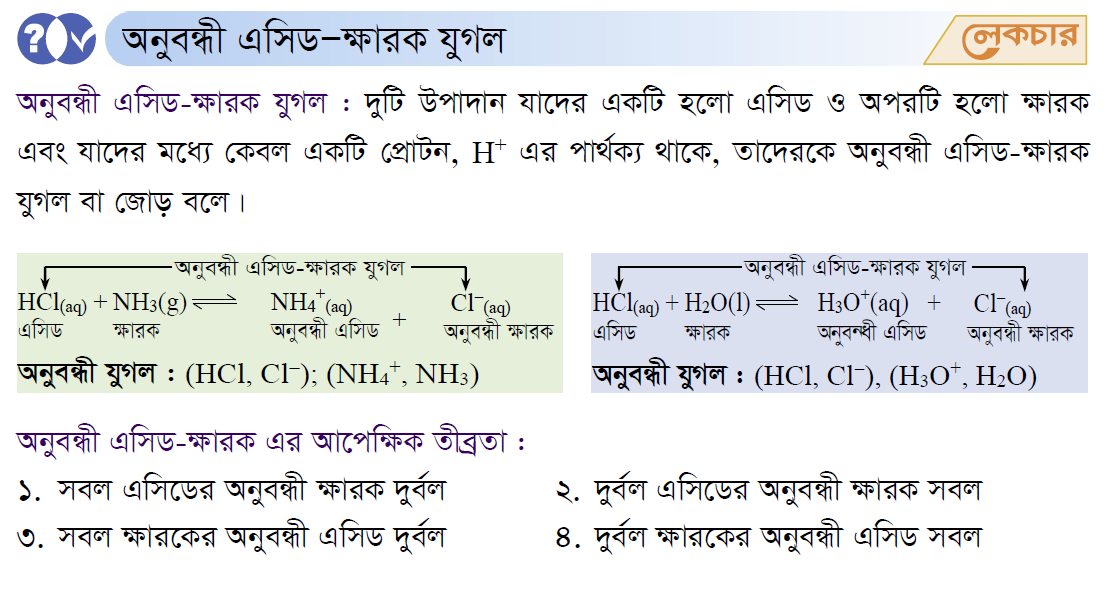 অনুবন্ধী এসিড–ক্ষারক যুগল
লেকচার
অনুবন্ধী এসিড-ক্ষারক যুগল : দুটি উপাদান যাদের একটি হলো এসিড ও অপরটি হলো ক্ষারক
এবং যাদের মধ্যে কেবল একটি প্রোটন, H⁺ এর পার্থক্য থাকে, তাদেরকে অনুবন্ধী এসিড-ক্ষারক
যুগল বা জোড় বলে।
অনুবন্ধী এসিড-ক্ষারক যুগল
HCl(aq) + NH₃(g) ⇌ NH₄⁺(aq) + Cl⁻(aq)
এসিড ক্ষারক অনুবন্ধী এসিড অনুবন্ধী ক্ষারক
অনুবন্ধী যুগল : (HCl, Cl⁻); (NH₄⁺, NH₃)
অনুবন্ধী এসিড-ক্ষারক যুগল
HCl(aq) + H₂O(l) ⇌ H₃O⁺(aq) + Cl⁻(aq)
এসিড ক্ষারক অনুবন্ধী এসিড অনুবন্ধী ক্ষারক
অনুবন্ধী যুগল : (HCl, Cl⁻), (H₃O⁺, H₂O)
অনুবন্ধী এসিড-ক্ষারক এর আপেক্ষিক তীব্রতা :
১. সবল এসিডের অনুবন্ধী ক্ষারক দুর্বল
২. দুর্বল এসিডের অনুবন্ধী ক্ষারক সবল
৩. সবল ক্ষারকের অনুবন্ধী এসিড দুর্বল
৪. দুর্বল ক্ষারকের অনুবন্ধী এসিড সবল